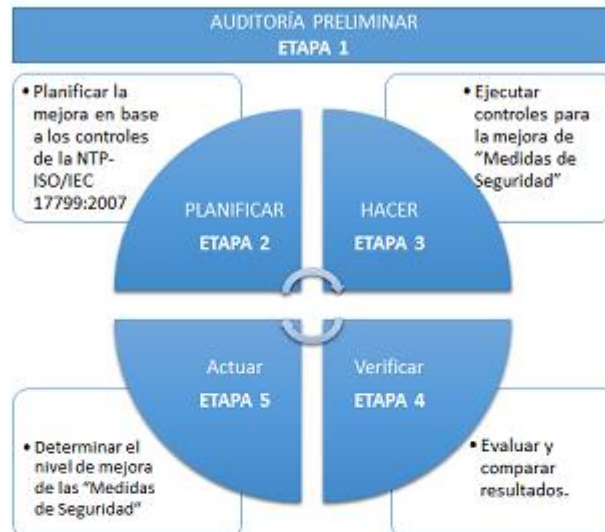 AUDITORÍA PRELIMINAR
ETAPA 1
• Planificar la
mejora en base
a los controles
de la NTP-
ISO/IEC
17799:2007
• Ejecutar
controles para
la mejora de
“Medidas de
Seguridad”
PLANIFICAR
ETAPA 2
HACER
ETAPA 3
Actuar
ETAPA 5
Verificar
ETAPA 4
• Determinar el
nivel de mejora
de las “Medidas
de Seguridad”
• Evaluar y
comparar
resultados.